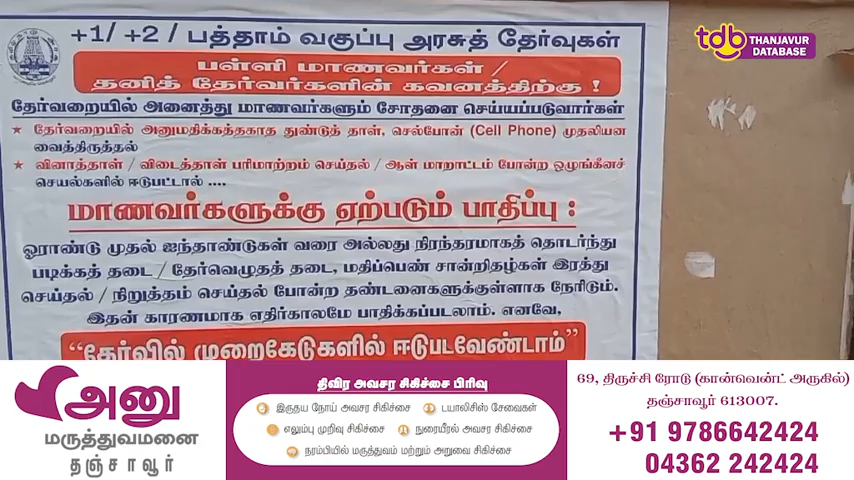 +1/ +2 / பத்தாம் வகுப்பு அரசுத் தேர்வுகள்
பள்ளி மாணவர்கள் /
தனித் தேர்வர்களின் கவனத்திற்கு !
தேர்வறையில் அனைத்து மாணவர்களும் சோதனை செய்யப்படுவார்கள்
★ தேர்வறையில் அனுமதிக்கத்தகாத துண்டுத் தாள், செல்போன் (Cell Phone) முதலியன
வைத்திருத்தல்
★ வினாத்தாள் / விடைத்தாள் பரிமாற்றம் செய்தல் / ஆள் மாறாட்டம் போன்ற ஒழுங்கீனச்
செயல்களில் ஈடுபட்டால் ....
மாணவர்களுக்கு ஏற்படும் பாதிப்பு :
ஓராண்டு முதல் ஐந்தாண்டுகள் வரை அல்லது நிரந்தரமாகத் தொடர்ந்து
படிக்கத் தடை / தேர்வெழுதத் தடை, மதிப்பெண் சான்றிதழ்கள் இரத்து
செய்தல் / நிறுத்தம் செய்தல் போன்ற தண்டனைகளுக்குள்ளாக நேரிடும்.
இதன் காரணமாக எதிர்காலமே பாதிக்கப்படலாம். எனவே,
“தேர்வில் முறைகேடுகளில் ஈடுபடவேண்டாம்”
tdb THANJAVUR
DATABASE
அனு
மருத்துவமனை
தஞ்சாவூர்
தீவிர அவசர சிகிச்சை பிரிவு
இருதய நோய் அவசர சிகிச்சை
டயாலிசிஸ் சேவைகள்
எலும்பு முறிவு சிகிச்சை
நுரையீரல் அவசர சிகிச்சை
நரம்பியல் மருத்துவம் மற்றும் அறுவை சிகிச்சை
69, திருச்சி ரோடு (கான்வென்ட் அருகில்)
தஞ்சாவூர் 613007.
+91 9786642424
04362 242424